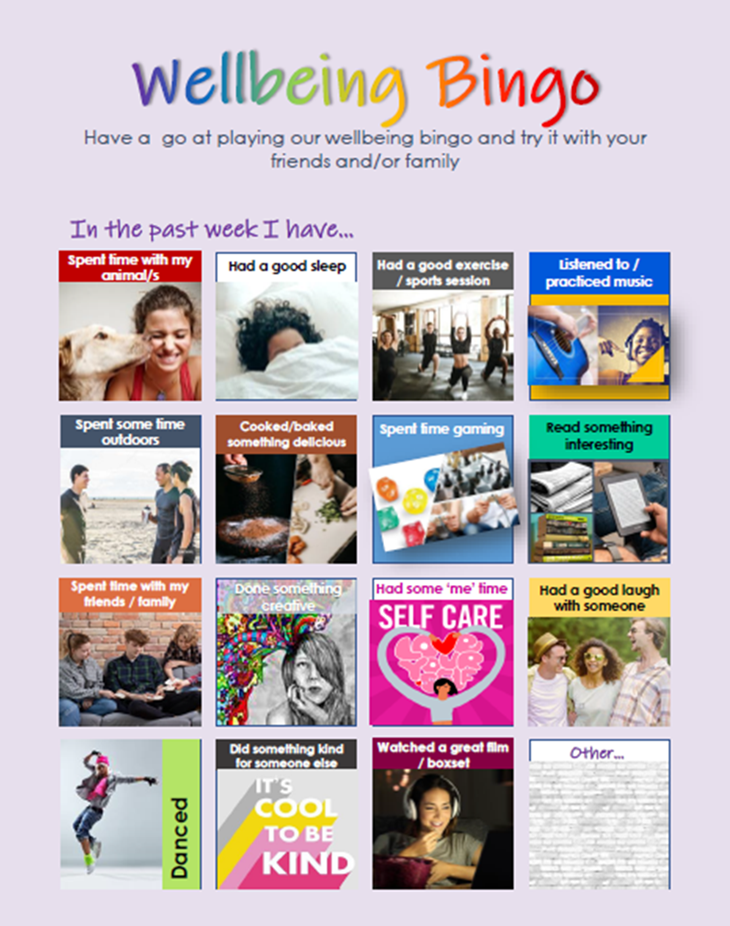 Wellbeing Bingo
Have a go at playing our wellbeing bingo and try it with your
friends and/or family
In the past week I have...
Spent time with my
animal/s
Had a good sleep
Had a good exercise
/ sports session
Listened to /
practiced music
Spent some time
outdoors
Cooked/baked
something delicious
Spent time gaming
Read something
interesting
Spent time with my
friends / family
Done something
creative
Had some ‘me’ time
SELF CARE
LOVE
YOUR
SELF
Had a good laugh
with someone
Danced
Did something kind
for someone else
IT'S
COOL
TO BE
KIND
Watched a great film
/ boxset
Other...